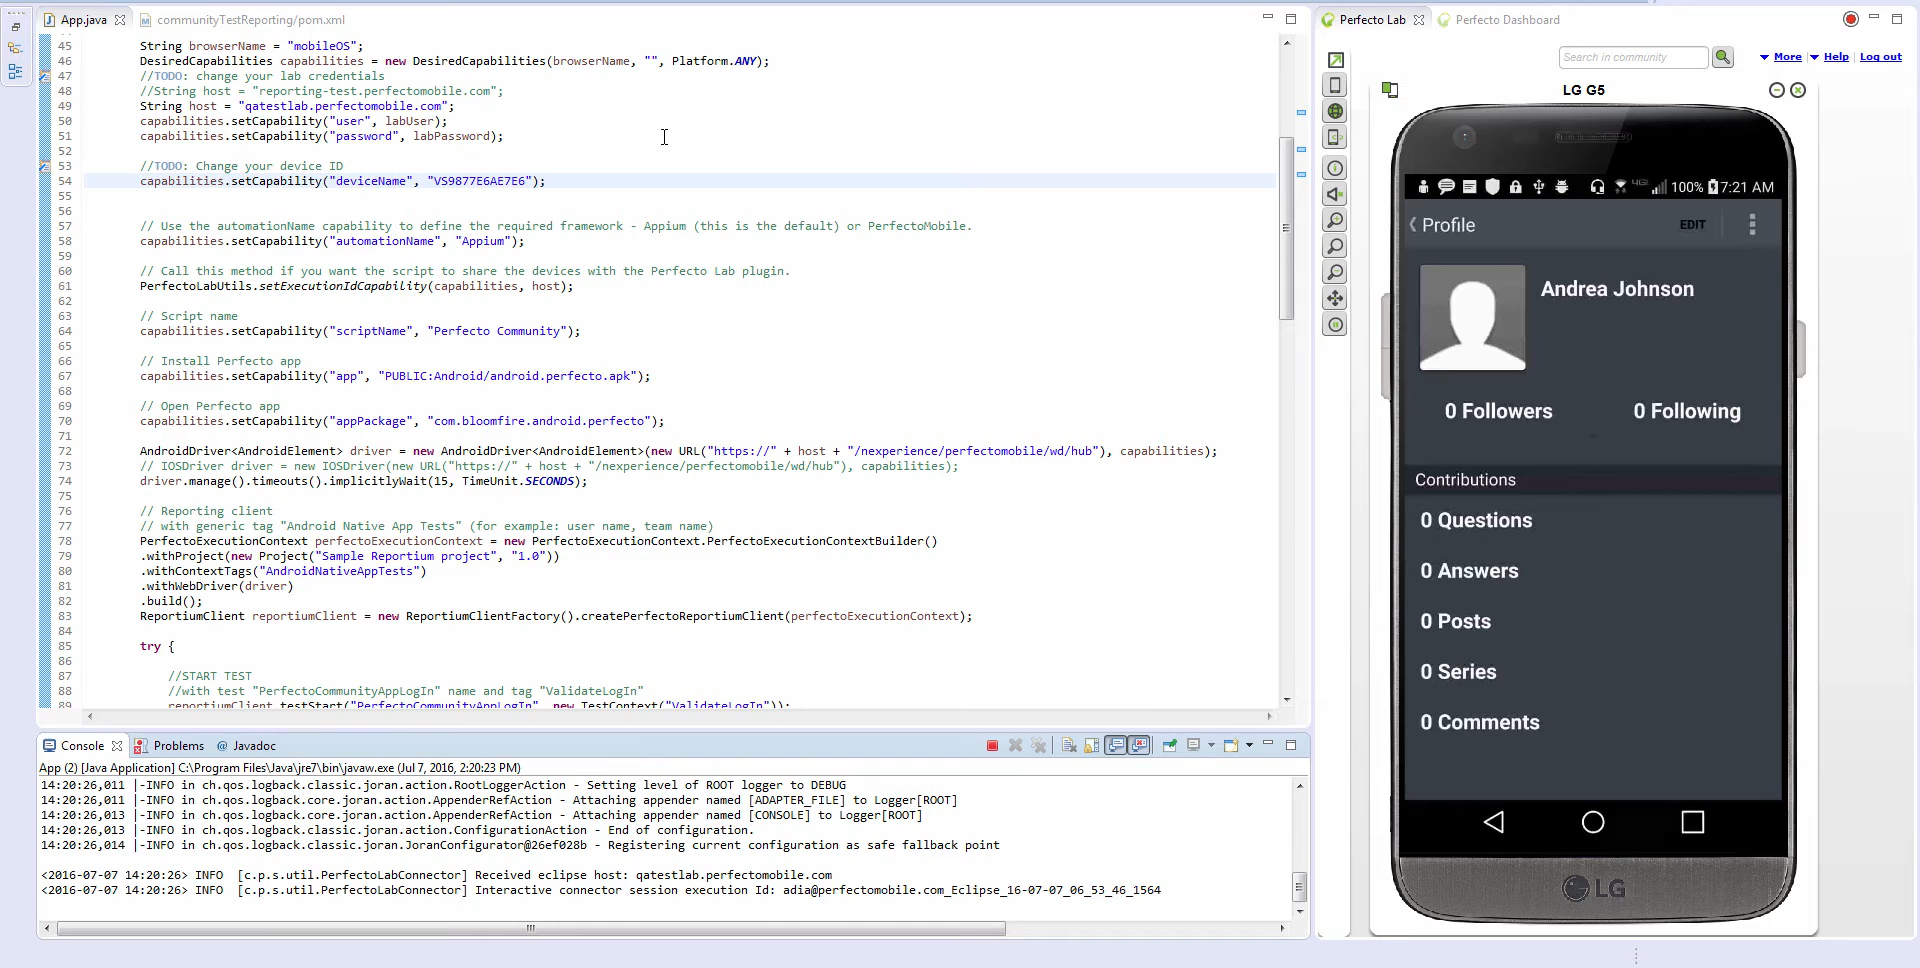 App.java
communityTestReporting/pom.xml
45 String browserName = "mobileOS";
46 DesiredCapabilities capabilities = new DesiredCapabilities(browserName, "", Platform.ANY);
47 //TODO: change your lab credentials
48 //String host = "reporting-test.perfectomobile.com";
49 String host = "qatestlab.perfectomobile.com";
50 capabilities.setCapability("user", labUser);
51 capabilities.setCapability("password", labPassword);
52
53 //TODO: Change your device ID
54 capabilities.setCapability("deviceName", "VS9877E6AE7E6");
55
56
57 // Use the automationName capability to define the required framework - Appium (this is the default) or PerfectoMobile.
58 capabilities.setCapability("automationName", "Appium");
59
60 // Call this method if you want the script to share the devices with the Perfecto Lab plugin.
61 PerfectoLabUtils.setExecutionIdCapability(capabilities, host);
62
63 // Script name
64 capabilities.setCapability("scriptName", "Perfecto Community");
65
66 // Install Perfecto app
67 capabilities.setCapability("app", "PUBLIC:Android/android.perfecto.apk");
68
69 // Open Perfecto app
70 capabilities.setCapability("appPackage", "com.bloomfire.android.perfecto");
71
72 AndroidDriver<AndroidElement> driver = new AndroidDriver<AndroidElement>(new URL("https://" + host + "/nexperience/perfectomobile/wd/hub"), capabilities);
73 // IOSDriver driver = new IOSDriver(new URL("https://" + host + "/nexperience/perfectomobile/wd/hub"), capabilities);
74 driver.manage().timeouts().implicitlyWait(15, TimeUnit.SECONDS);
75
76 // Reporting client
77 // with generic tag "Android Native App Tests" (for example: user name, team name)
78 PerfectoExecutionContext perfectoExecutionContext = new PerfectoExecutionContext.PerfectoExecutionContextBuilder()
79 .withProject(new Project("Sample Reportium project", "1.0"))
80 .withContextTags("AndroidNativeAppTests")
81 .withWebDriver(driver)
82 .build();
83 ReportiumClient reportiumClient = new ReportiumClientFactory().createPerfectoReportiumClient(perfectoExecutionContext);
84
85 try {
86
87 //START TEST
88 //with test "PerfectoCommunityAppLogIn" name and tag "ValidateLogIn"
89 reportiumClient.testStart("PerfectoCommunityAppLogIn", new TestContext("ValidateLogIn"));
Console Problems @ Javadoc
App (2) [Java Application] C:\Program Files\Java\jre7\bin\javaw.exe (Jul 7, 2016, 2:20:23 PM)
14:20:26,011 |-INFO in ch.qos.logback.classic.joran.action.RootLoggerAction - Setting level of ROOT logger to DEBUG
14:20:26,011 |-INFO in ch.qos.logback.core.joran.action.AppenderRefAction - Attaching appender named [ADAPTER_FILE] to Logger[ROOT]
14:20:26,013 |-INFO in ch.qos.logback.core.joran.action.AppenderRefAction - Attaching appender named [CONSOLE] to Logger[ROOT]
14:20:26,013 |-INFO in ch.qos.logback.classic.joran.action.ConfigurationAction - End of configuration.
14:20:26,014 |-INFO in ch.qos.logback.classic.joran.JoranConfigurator@26ef028b - Registering current configuration as safe fallback point
<2016-07-07 14:20:26> INFO [c.p.s.util.PerfectoLabConnector] Received eclipse host: qatestlab.perfectomobile.com
<2016-07-07 14:20:26> INFO [c.p.s.util.PerfectoLabConnector] Interactive connector session execution Id: adia@perfectomobile.com_Eclipse_16-07-07_06_53_46_1564
Perfecto Lab
Perfecto Dashboard
Search in community
More Help Log out
LG G5
4G 100% 7:21 AM
Profile
EDIT
Andrea Johnson
0 Followers
0 Following
Contributions
0 Questions
0 Answers
0 Posts
0 Series
0 Comments
LG